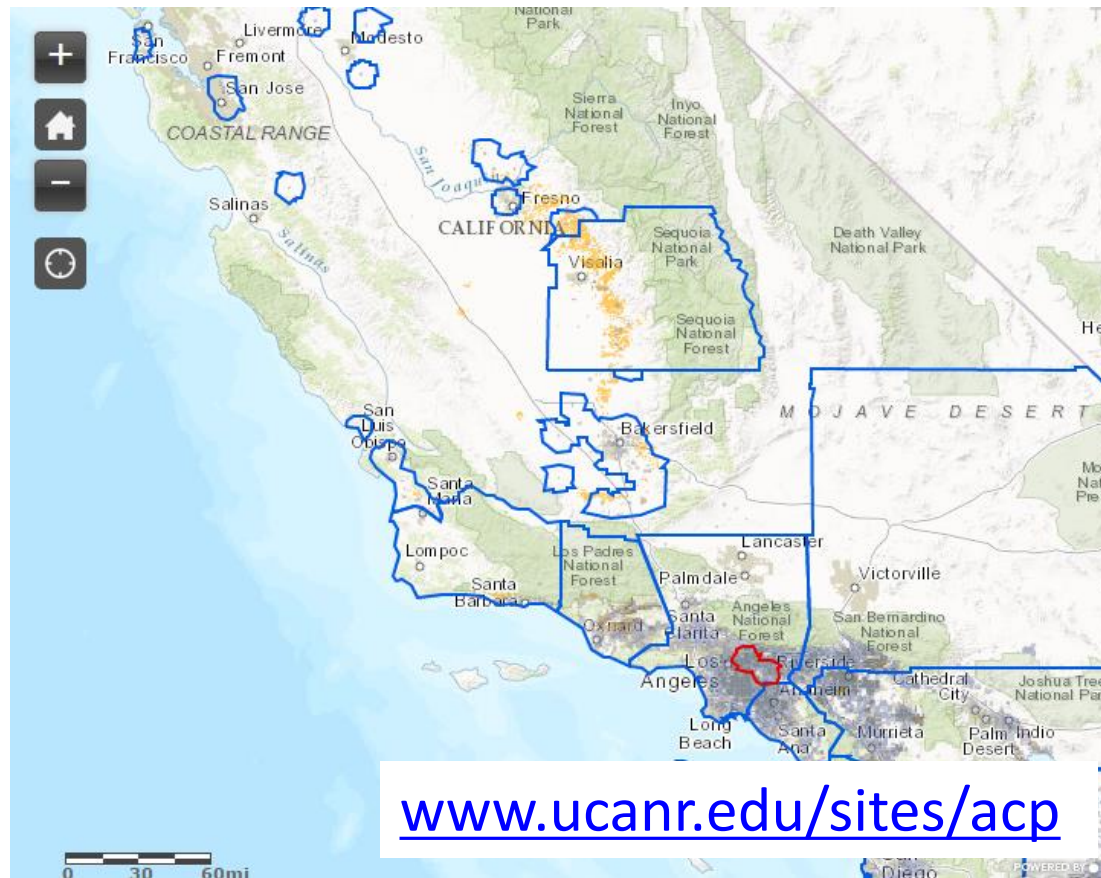 National
Park
Livermore
Modesto
San
Francisco
Fremont
San Jose
COASTAL RANGE
Sierra
National
Forest
Inyo
National
Forest
San Joaquin
Salinas
Fresno
CALIFORNIA
Salinas
Sequoia
National
Park
Death Valley
National Park
Visalia
Sequoia
National
Forest
He
MOJAVE DESERT
San
Luis
Obispo
Bakersfield
Mo
Nat
Pre
Santa
Maria
Lompoc
Los Padres
National
Forest
Lancaster
Palmdale
Victorville
Santa
Barbara
Oxnard
Santa
Clarita
Angeles
National
Forest
San Bernardino
National
Forest
Los
Angeles
Riverside
Anaheim
Cathedral
City
Joshua Tree
National Par
Long
Beach
Santa
Ana
Murrieta
Palm
Desert
Indio
www.ucanr.edu/sites/acp
San
Diego
POWERED BY
0 30 60mi